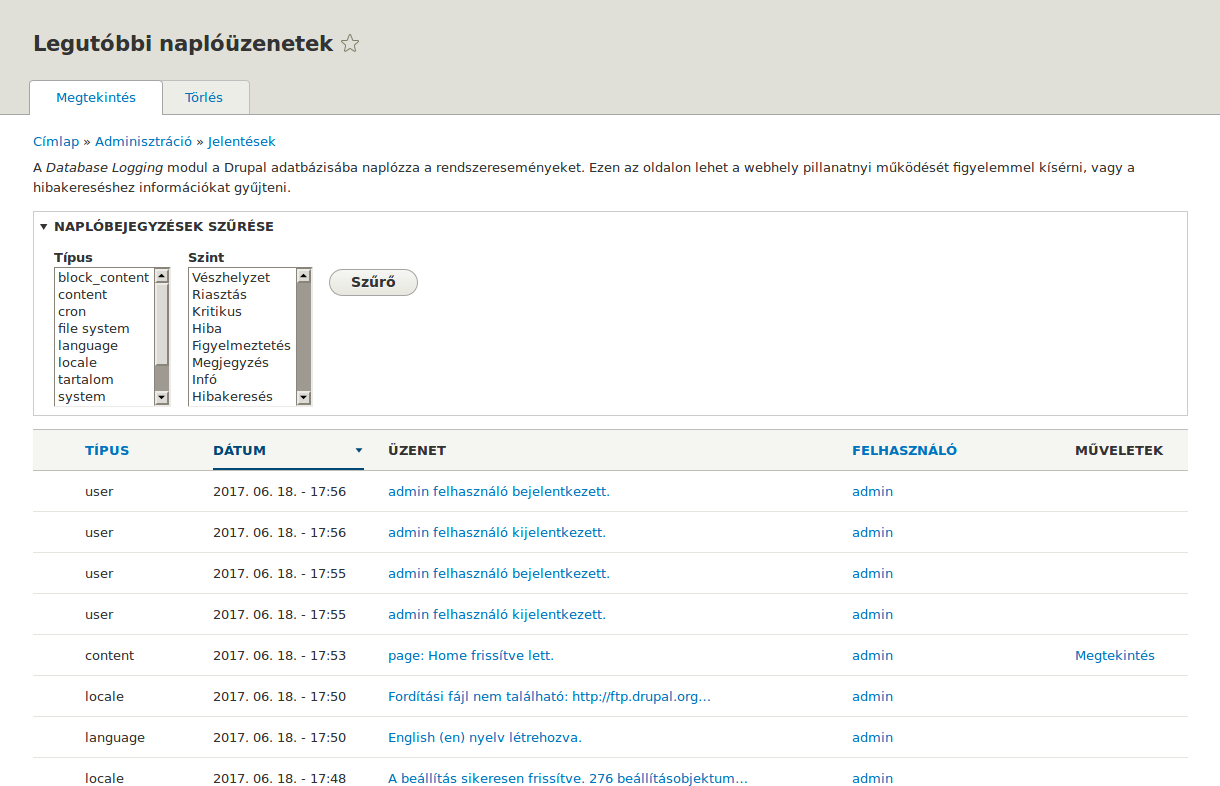 Legutóbbi naplóüzenetek
Megtekintés Törlés
Címlap » Adminisztráció » Jelentések
A Database Logging modul a Drupal adatbázisába naplózza a rendszereseményeket. Ezen az oldalon lehet a webhely pillanatnyi működését figyelemmel kísérni, vagy a
hibakereséshez információkat gyűjteni.
NAPLÓBEJEGYZÉSEK SZŰRÉSE
Típus
block_content
content
cron
file system
language
locale
tartalom
system
Szint
Vészhelyzet
Riasztás
Kritikus
Hiba
Figyelmeztetés
Megjegyzés
Infó
Hibakeresés
Szűrő
TÍPUS DÁTUM ÜZENET FELHASZNÁLÓ MŰVELETEK
user 2017. 06. 18. - 17:56 admin felhasználó bejelentkezett. admin
user 2017. 06. 18. - 17:56 admin felhasználó kijelentkezett. admin
user 2017. 06. 18. - 17:55 admin felhasználó bejelentkezett. admin
user 2017. 06. 18. - 17:55 admin felhasználó kijelentkezett. admin
content 2017. 06. 18. - 17:53 page: Home frissítve lett. admin Megtekintés
locale 2017. 06. 18. - 17:50 Fordítási fájl nem található: http://ftp.drupal.org… admin
language 2017. 06. 18. - 17:50 English (en) nyelv létrehozva. admin
locale 2017. 06. 18. - 17:48 A beállítás sikeresen frissítve. 276 beállításobjektum… admin